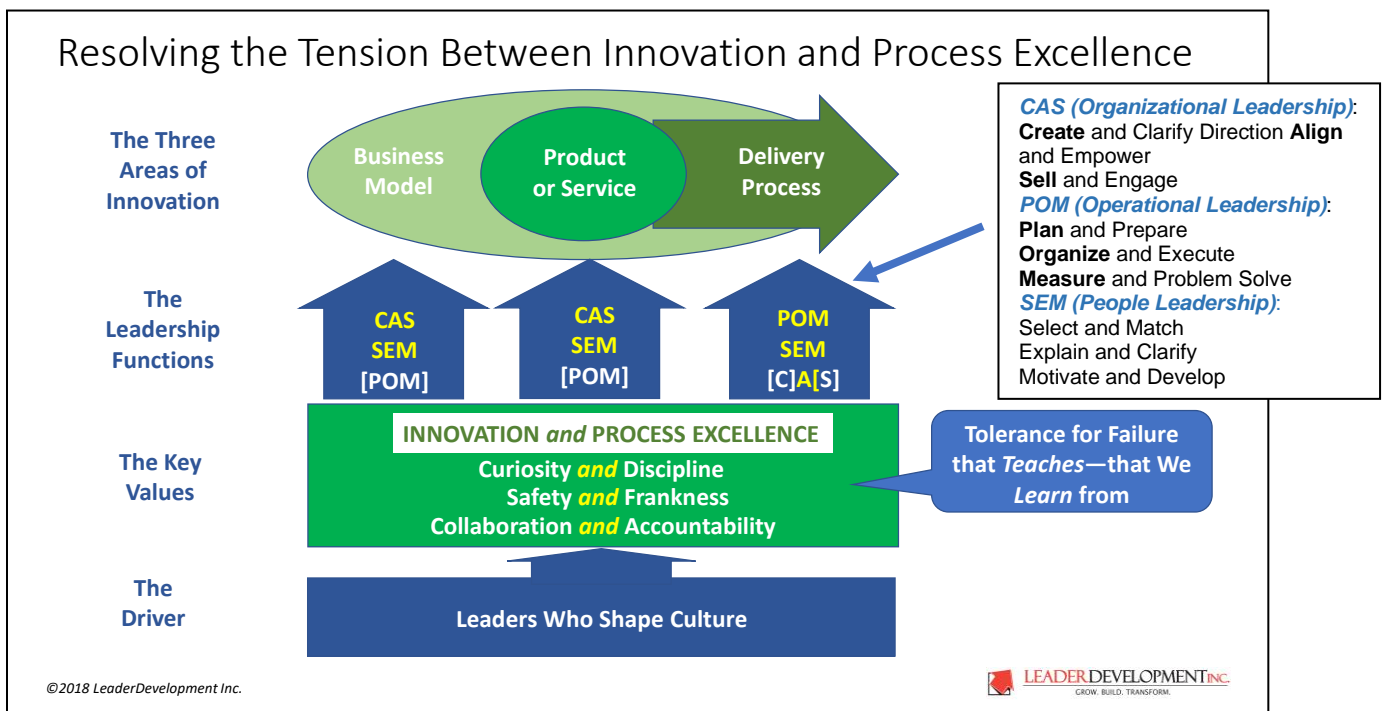 Resolving the Tension Between Innovation and Process Excellence
CAS (Organizational Leadership):
Create and Clarify Direction Align
and Empower
Sell and Engage
POM (Operational Leadership):
Plan and Prepare
Organize and Execute
Measure and Problem Solve
SEM (People Leadership):
Select and Match
Explain and Clarify
Motivate and Develop
The Three
Areas of
Innovation
Business
Model
Product
or Service
Delivery
Process
The
Leadership
Functions
CAS
SEM
[POM]
CAS
SEM
[POM]
POM
SEM
[C]A[S]
The Key
Values
INNOVATION and PROCESS EXCELLENCE
Curiosity and Discipline
Safety and Frankness
Collaboration and Accountability
Tolerance for Failure
that Teaches—that We
Learn from
The
Driver
Leaders Who Shape Culture
©2018 LeaderDevelopment Inc.
LEADERDEVELOPMENT INC.
GROW. BUILD. TRANSFORM.